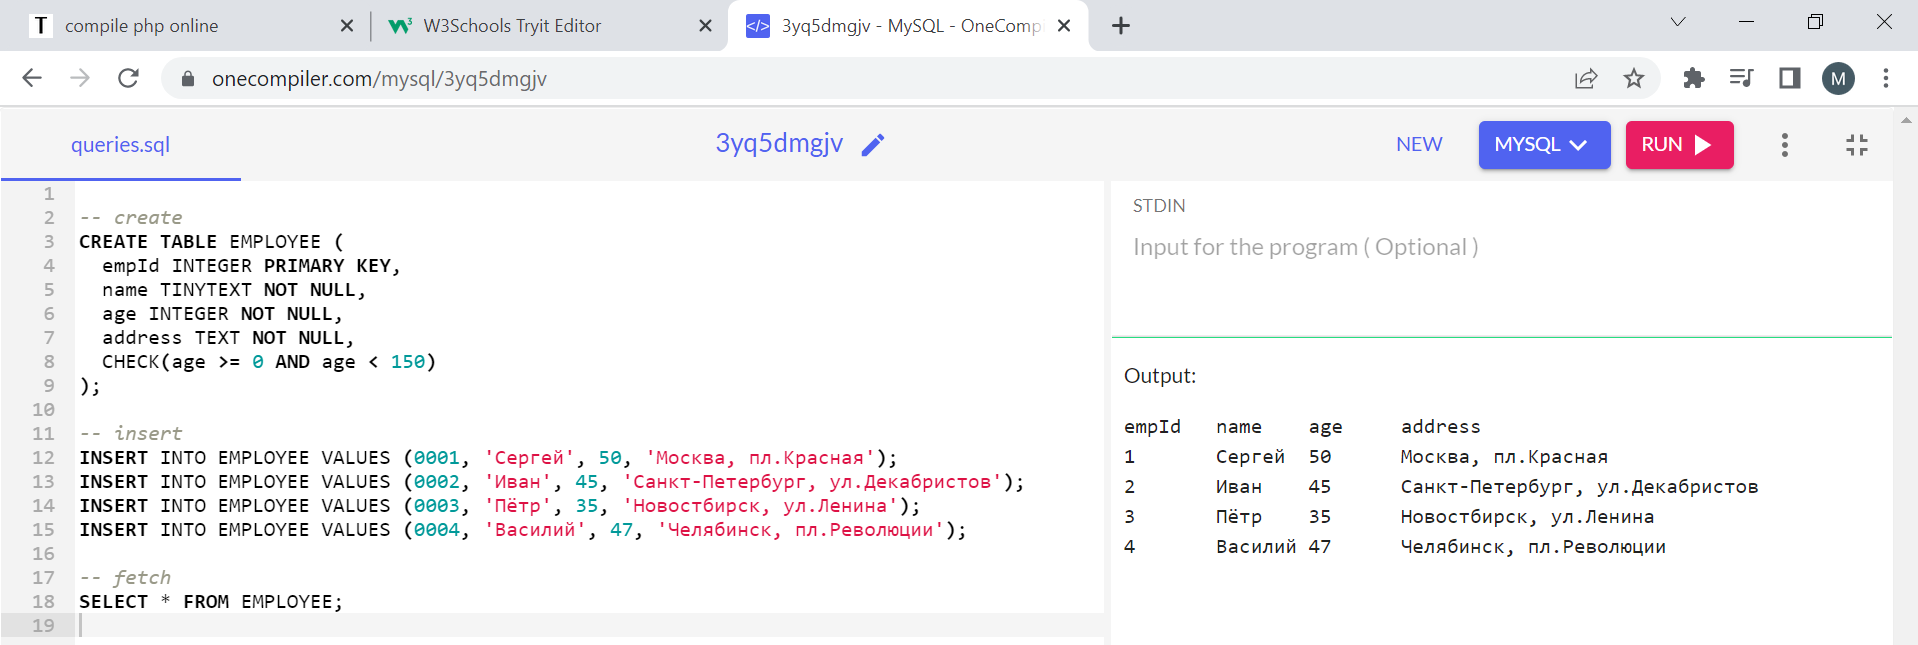 compile php online
W3Schools Tryit Editor
3yq5dmgjv - MySQL - OneCompi
onecompiler.com/mysql/3yq5dmgjv
M
queries.sql
3yq5dmgjv
NEW
MYSQL
RUN
1
2 -- create
3 CREATE TABLE EMPLOYEE (
4 empId INTEGER PRIMARY KEY,
5 name TINYTEXT NOT NULL,
6 age INTEGER NOT NULL,
7 address TEXT NOT NULL,
8 CHECK(age >= 0 AND age < 150)
9 );
10
11 -- insert
12 INSERT INTO EMPLOYEE VALUES (0001, 'Сергей', 50, 'Москва, пл.Красная');
13 INSERT INTO EMPLOYEE VALUES (0002, 'Иван', 45, 'Санкт-Петербург, ул.Декабристов');
14 INSERT INTO EMPLOYEE VALUES (0003, 'Пётр', 35, 'Новостбирск, ул.Ленина');
15 INSERT INTO EMPLOYEE VALUES (0004, 'Василий', 47, 'Челябинск, пл.Революции');
16
17 -- fetch
18 SELECT * FROM EMPLOYEE;
19
STDIN
Input for the program ( Optional )
Output:
empId name age address
1 Сергей 50 Москва, пл.Красная
2 Иван 45 Санкт-Петербург, ул.Декабристов
3 Пётр 35 Новостбирск, ул.Ленина
4 Василий 47 Челябинск, пл.Революции